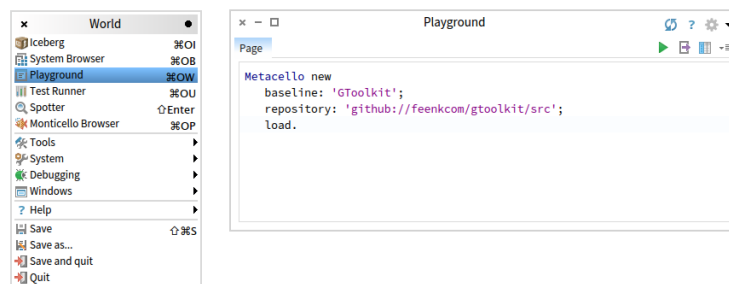 World
Iceberg ⌘OI
System Browser ⌘OB
Playground ⌘OW
Test Runner ⌘OU
Spotter ⇧Enter
Monticello Browser ⌘OP
Tools
System
Debugging
Windows
? Help
Save ⇧⌘S
Save as...
Save and quit
Quit
Playground
?
Page
Metacello new
baseline: 'GToolkit';
repository: 'github://feenkcom/gtoolkit/src';
load.